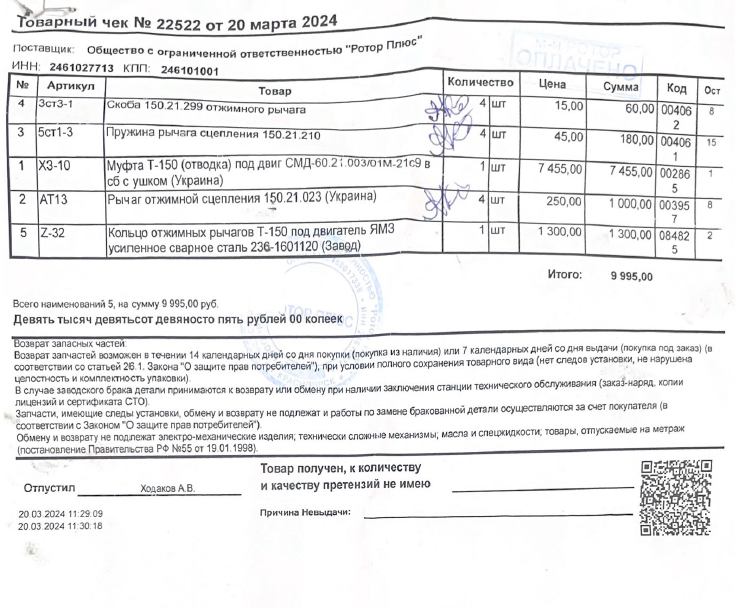 Товарный чек № 22522 от 20 марта 2024
Поставщик: Общество с ограниченной ответственностью "Ротор Плюс"
ИНН: 2461027713 КПП: 246101001
ОПЛАЧЕНО
№ Артикул Товар Количество Цена Сумма Код Ост
4 3ст3-1 Скоба 150.21.299 отжимного рычага 4 шт 15,00 60,00 00406 8
2
3 5ст1-3 Пружина рычага сцепления 150.21.210 4 шт 45,00 180,00 00406 15
1
1 ХЗ-10 Муфта Т-150 (отводка) под двиг СМД-60.21.003/01М-21с9 в 1 шт 7 455,00 7 455,00 00286 1
сб с ушком (Украина) 5
2 АТ13 Рычаг отжимной сцепления 150.21.023 (Украина) 4 шт 250,00 1 000,00 00395 8
7
5 Z-32 Кольцо отжимных рычагов Т-150 под двигатель ЯМЗ 1 шт 1 300,00 1 300,00 08482 2
усиленное сварное сталь 236-1601120 (Завод) 5
Итого: 9 995,00
Всего наименований 5, на сумму 9 995,00 руб.
Девять тысяч девятьсот девяносто пять рублей 00 копеек
Возврат запасных частей.
Возврат запчастей возможен в течении 14 календарных дней со дня покупки (покупка из наличия) или 7 календарных дней со дня выдачи (покупка под заказ) (в
соответствии со статьей 26.1. Закона "О защите прав потребителей"), при условии полного сохранения товарного вида (нет следов установки, не нарушена
целостность и комплектность упаковки).
В случае заводского брака детали принимаются к возврату или обмену при наличии заключения станции технического обслуживания (заказ-наряд, копии
лицензий и сертификата СТО).
Запчасти, имеющие следы установки, обмену и возврату не подлежат и работы по замене бракованной детали осуществляются за счет покупателя (в
соответствии с Законом "О защите прав потребителей").
Обмену и возврату не подлежат электро-механические изделия; технически сложные механизмы; масла и спецжидкости; товары, отпускаемые на метраж
(постановление Правительства РФ №55 от 19.01.1998).
Отпустил Ходаков А.В.
Товар получен, к количеству
и качеству претензий не имею
20.03.2024 11:29:09
20.03.2024 11:30:18
Причина Невыдачи: